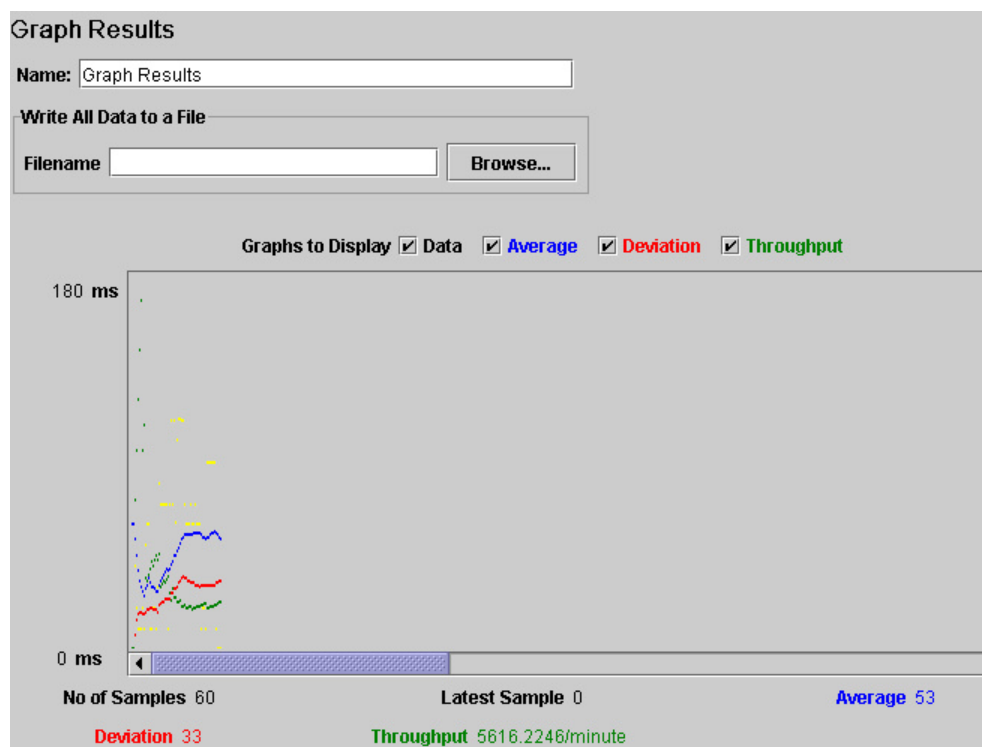 Graph Results
Name: Graph Results
Write All Data to a File
Filename Browse...
Graphs to Display Data Average Deviation Throughput
180 ms
0 ms
No of Samples 60 Latest Sample 0 Average 53
Deviation 33 Throughput 5616.2246/minute